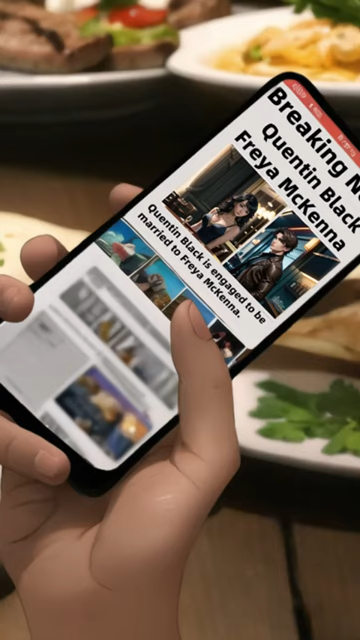 Breaking
Quentin Black
Freya McKenna
Quentin Black is engaged to be
married to Freya McKenna.